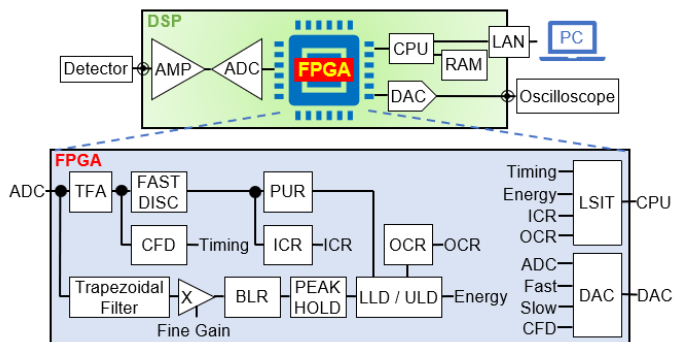 DSP
Detector
AMP
ADC
FPGA
CPU
RAM
LAN
PC
DAC
Oscilloscope
FPGA
ADC
TFA
FAST
DISC
PUR
CFD
Timing
ICR
ICR
OCR
OCR
Trapezoidal
Filter
X
Fine Gain
BLR
PEAK
HOLD
LLD / ULD
Energy
Timing
Energy
ICR
OCR
LSIT
CPU
ADC
Fast
Slow
CFD
DAC
DAC